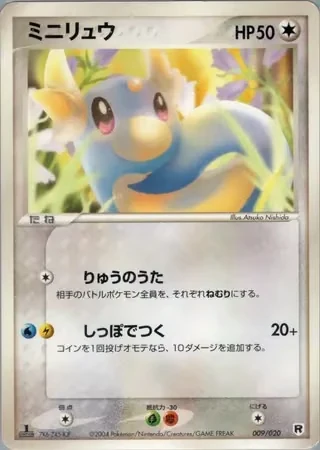 ミニリュウ HP50
Illus. Atsuko Nishida
たね
りゅうのうた
相手のバトルポケモン全員を、それぞれねむりにする。
しっぽでつく 20+
コインを1回投げオモテなら、10ダメージを追加する。
弱点 抵抗力 -30 にげる
1
©2004 Pokémon/Nintendo/Creatures/GAME FREAK. 009/020 R